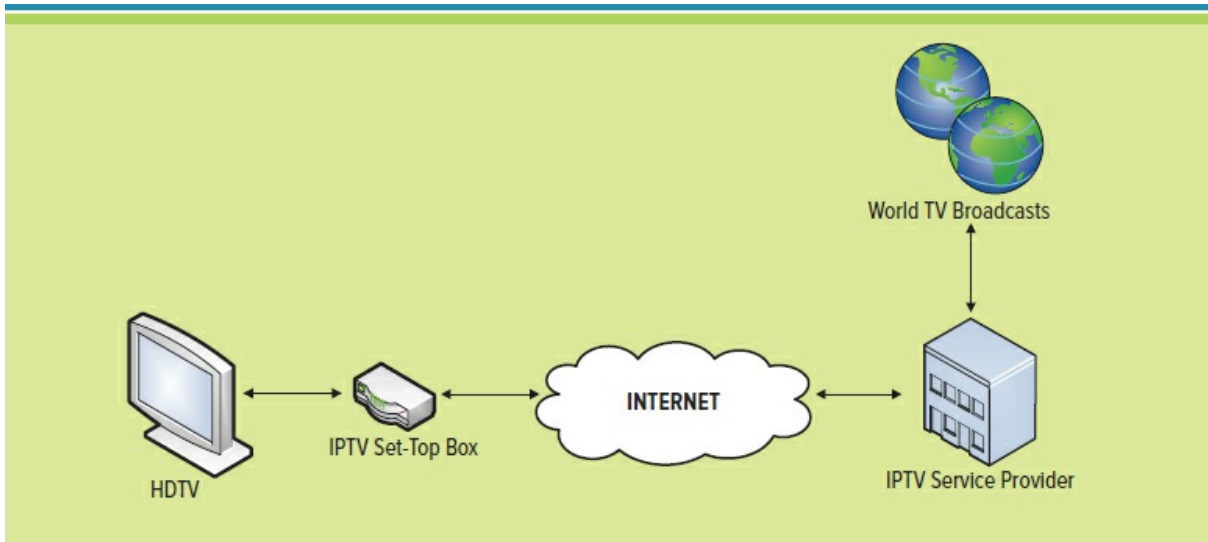 World TV Broadcasts
INTERNET
IPTV Set-Top Box
HDTV
IPTV Service Provider